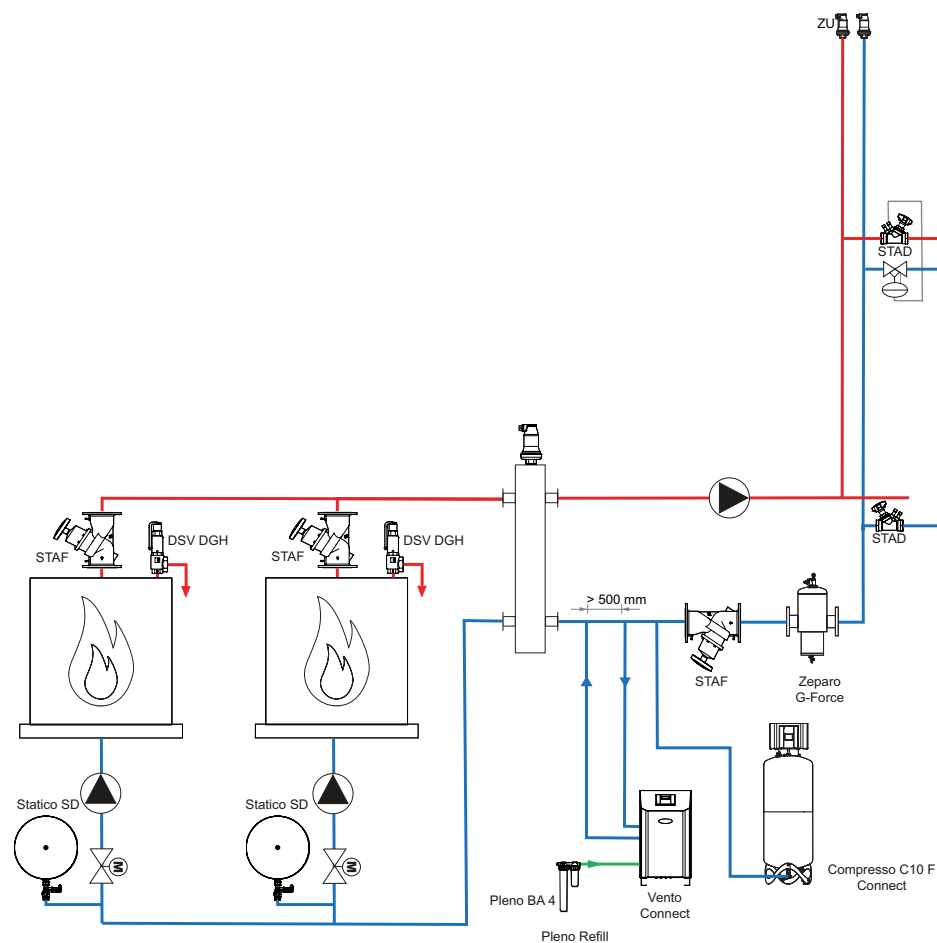 ZU
STAD
STAD
DSV DGH
DSV DGH
STAF
STAF
> 500 mm
STAF
Zeparo
G-Force
Statico SD
Statico SD
M
M
Pleno BA 4
Vento
Connect
Compresso C10 F
Connect
Pleno Refill